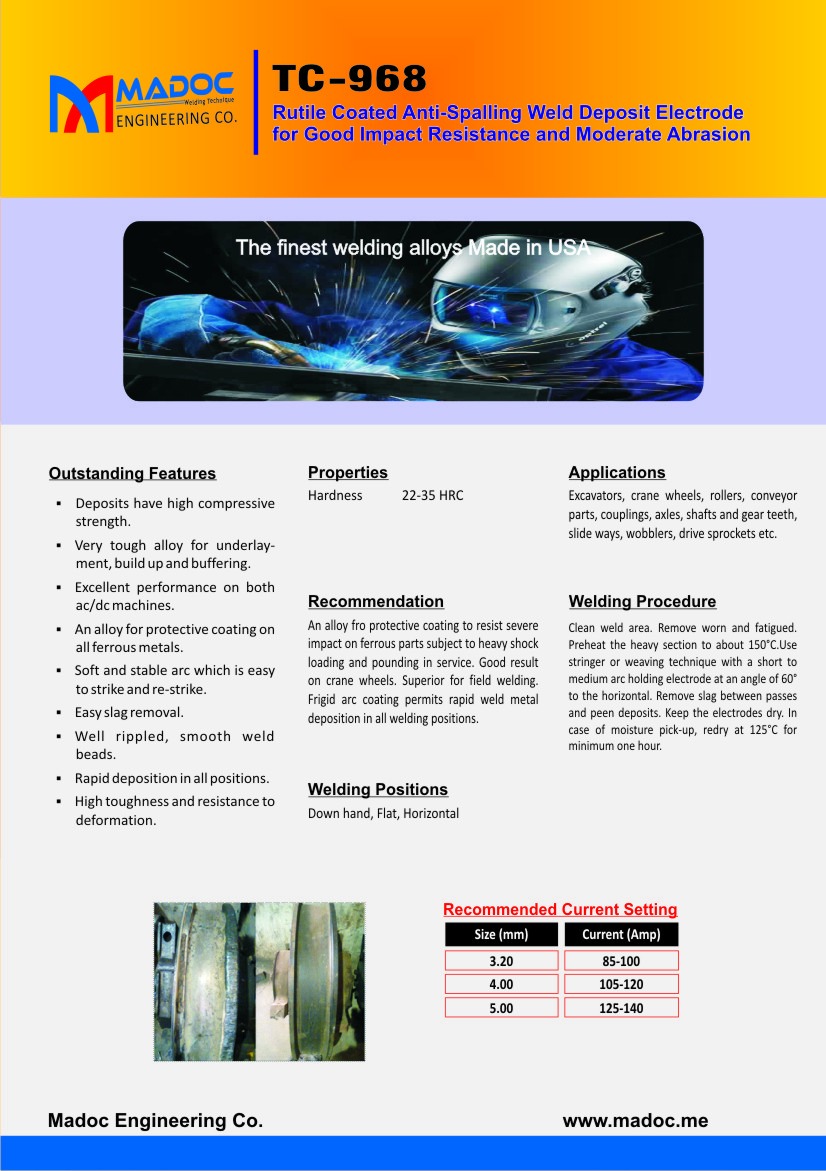 MADOC
Welding Technique
ENGINEERING CO.
TC-968
Rutile Coated Anti-Spalling Weld Deposit Electrode
for Good Impact Resistance and Moderate Abrasion
The finest welding alloys Made in USA
optrel
Outstanding Features
▪ Deposits have high compressive
strength.
▪ Very tough alloy for underlay-
ment, build up and buffering.
▪ Excellent performance on both
ac/dc machines.
▪ An alloy for protective coating on
all ferrous metals.
▪ Soft and stable arc which is easy
to strike and re-strike.
▪ Easy slag removal.
▪ Well rippled, smooth weld
beads.
▪ Rapid deposition in all positions.
▪ High toughness and resistance to
deformation.
Properties
Hardness 22-35 HRC
Recommendation
An alloy fro protective coating to resist severe
impact on ferrous parts subject to heavy shock
loading and pounding in service. Good result
on crane wheels. Superior for field welding.
Frigid arc coating permits rapid weld metal
deposition in all welding positions.
Welding Positions
Down hand, Flat, Horizontal
Applications
Excavators, crane wheels, rollers, conveyor
parts, couplings, axles, shafts and gear teeth,
slide ways, wobblers, drive sprockets etc.
Welding Procedure
Clean weld area. Remove worn and fatigued.
Preheat the heavy section to about 150°C.Use
stringer or weaving technique with a short to
medium arc holding electrode at an angle of 60°
to the horizontal. Remove slag between passes
and peen deposits. Keep the electrodes dry. In
case of moisture pick-up, redry at 125°C for
minimum one hour.
Recommended Current Setting
Size (mm) Current (Amp)
3.20 85-100
4.00 105-120
5.00 125-140
Madoc Engineering Co.
www.madoc.me